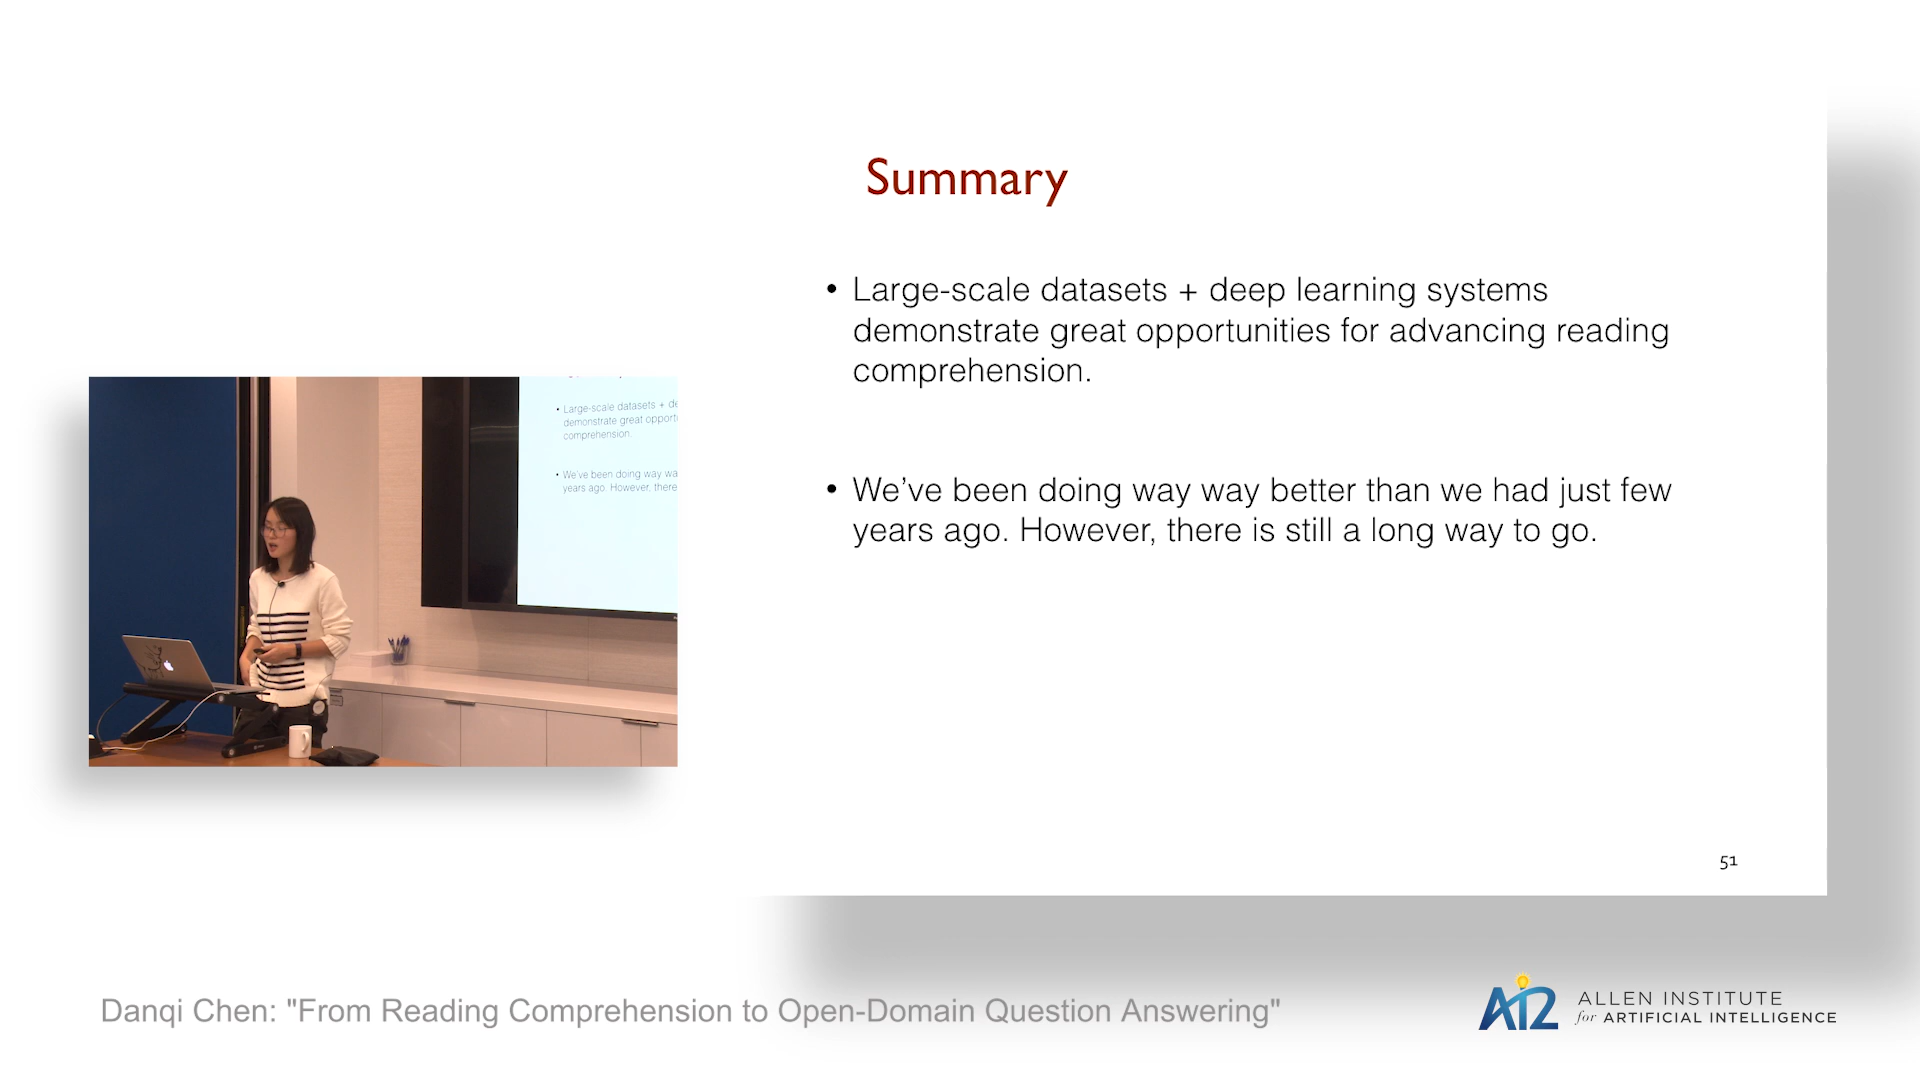 Summary
• Large-scale datasets + deep learning systems
demonstrate great opportunities for advancing reading
comprehension.
• We’ve been doing way way better than we had just few
years ago. However, there is still a long way to go.
51
• Large-scale datasets + de
demonstrate great opport
comprehension.
• We've been doing way wa
years ago. However, there
Danqi Chen: "From Reading Comprehension to Open-Domain Question Answering"
AI2
ALLEN INSTITUTE
for ARTIFICIAL INTELLIGENCE